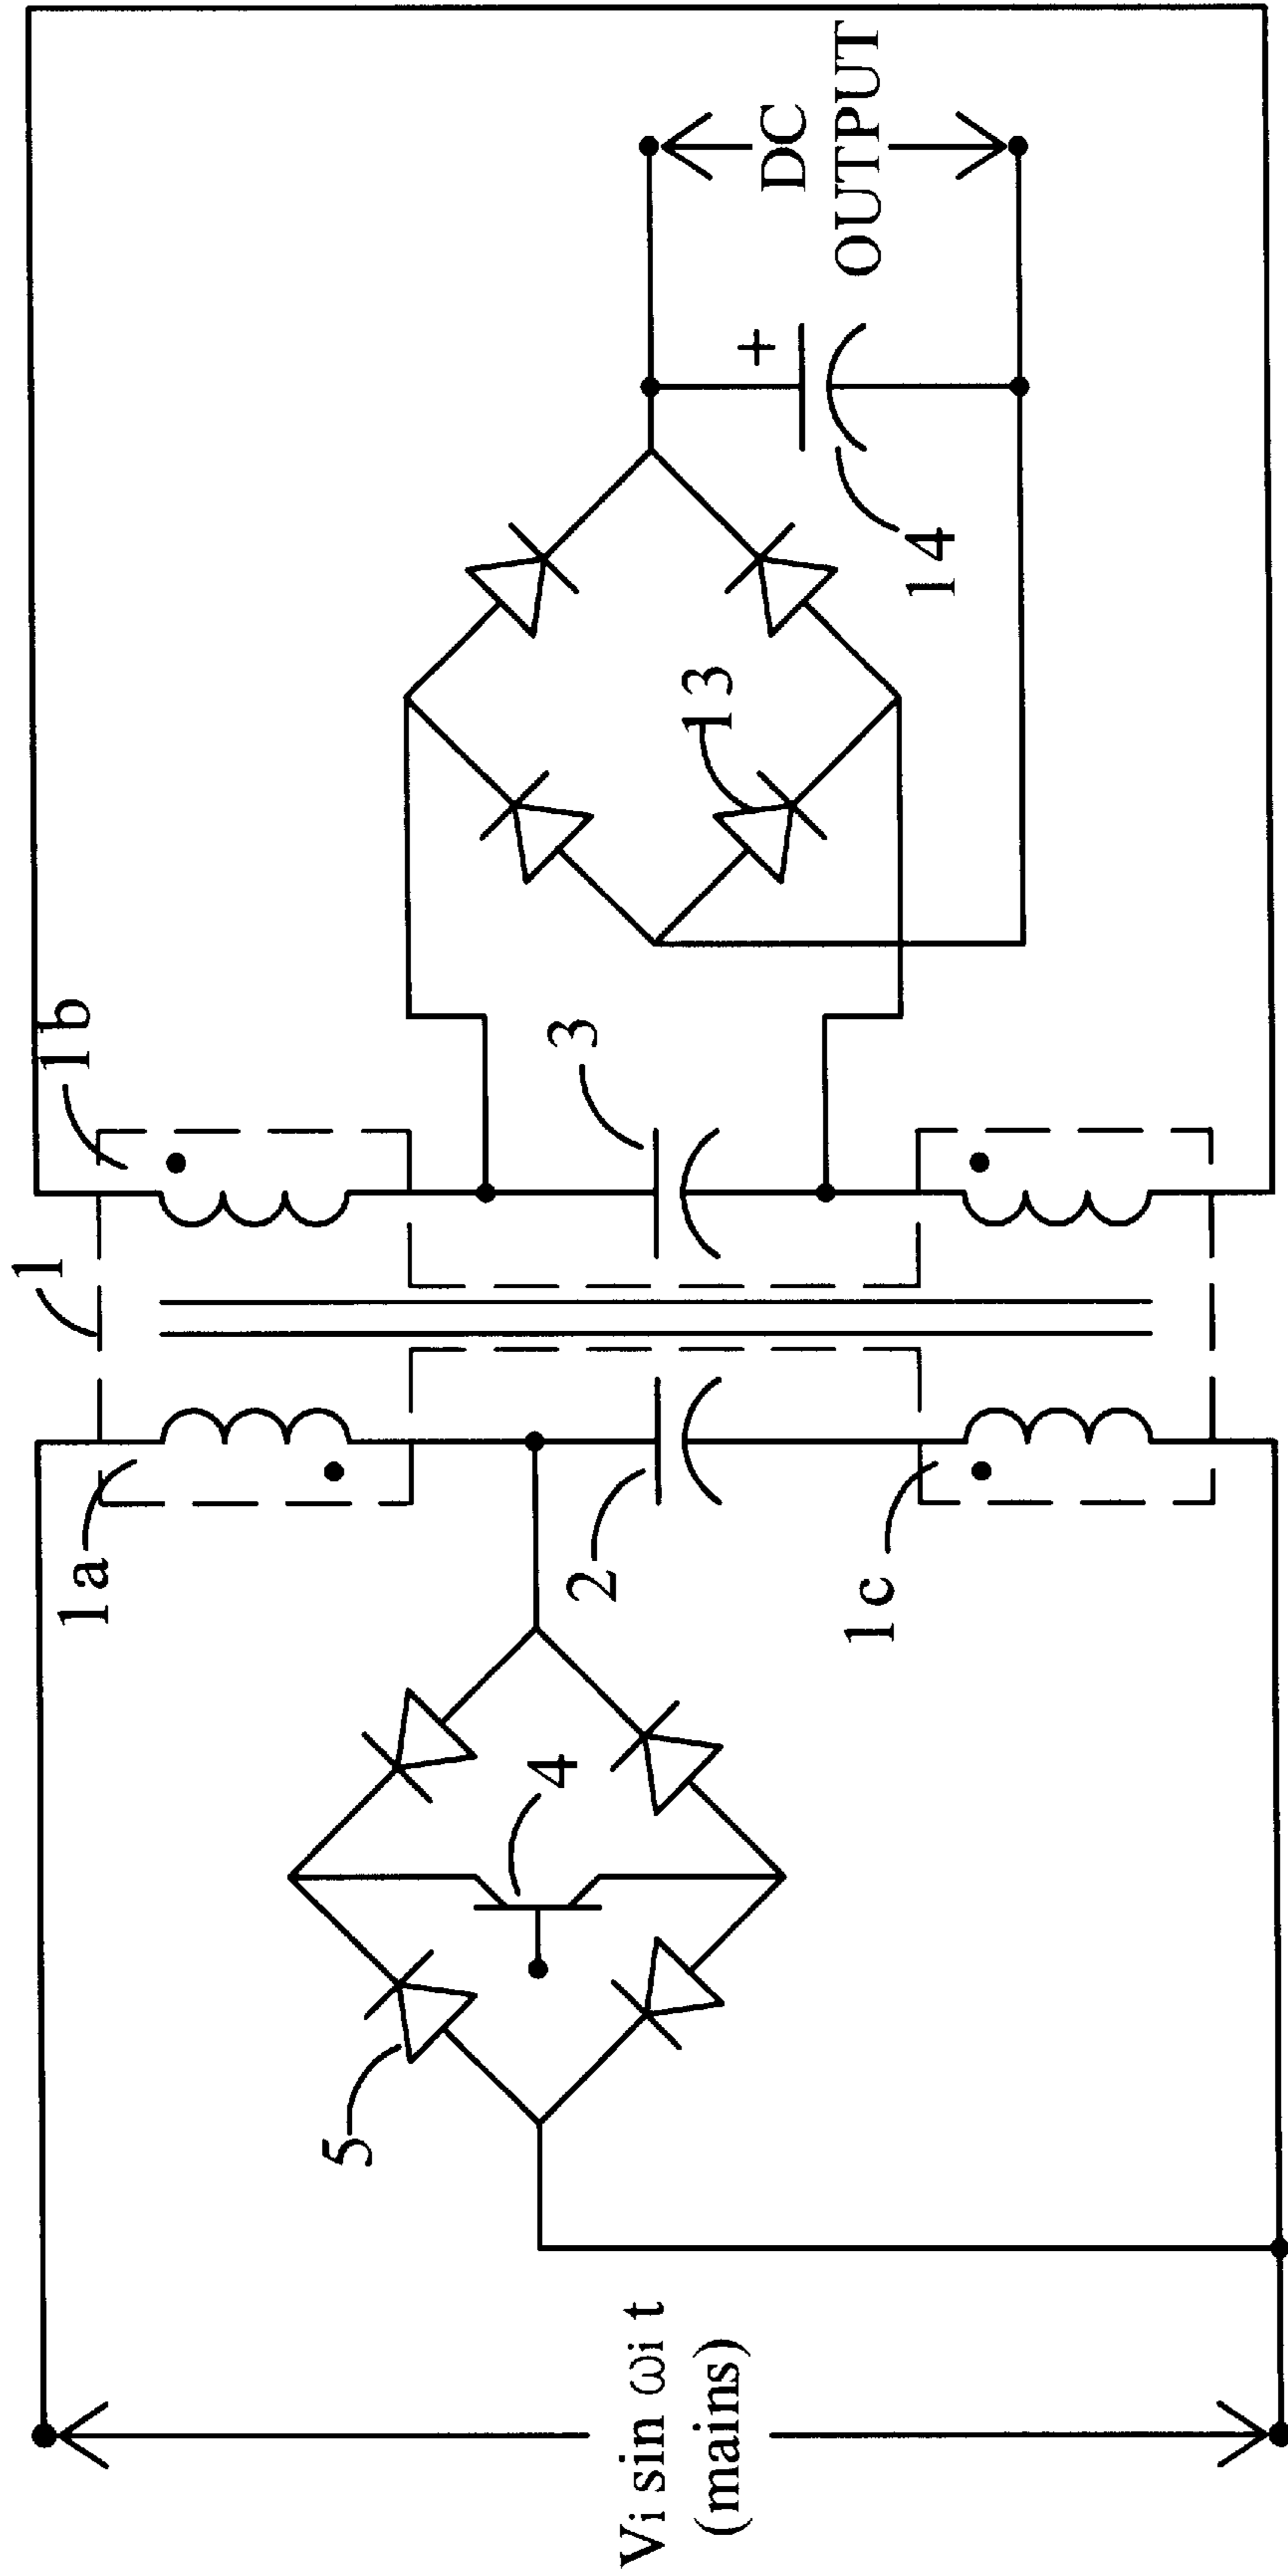 1
1a
1b
5
4
2
3
13
14
1c
+
Vi sin ωi t
(mains)
DC
OUTPUT